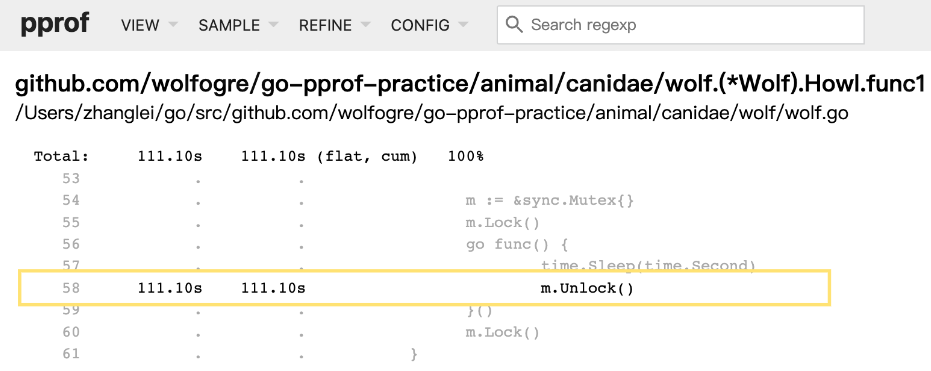 pprof VIEW SAMPLE REFINE CONFIG Search regexp
github.com/wolfogre/go-pprof-practice/animal/canidae/wolf.(*Wolf).Howl.func1
/Users/zhanglei/go/src/github.com/wolfogre/go-pprof-practice/animal/canidae/wolf/wolf.go
Total: 111.10s 111.10s (flat, cum) 100%
53 . .
54 . . m := &sync.Mutex{}
55 . . m.Lock()
56 . . go func() {
57 . . time.Sleep(time.Second)
58 111.10s 111.10s m.Unlock()
59 . . }()
60 . . m.Lock()
61 . . }